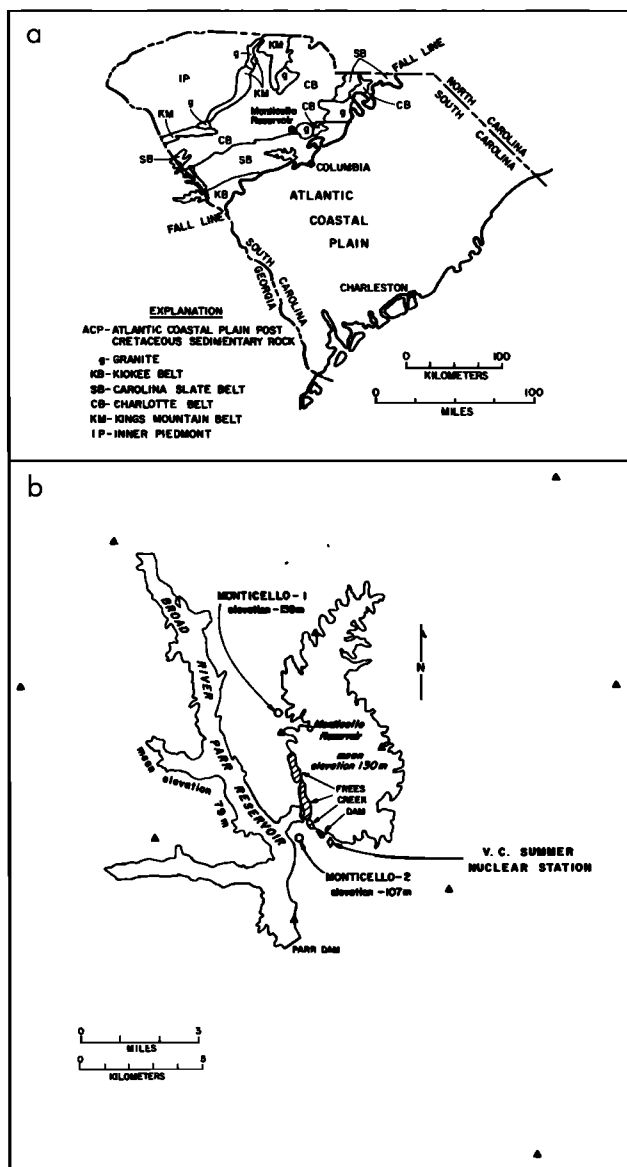 a
FALL LINE
SB
KM
g
IP
CB
KM
g
NORTH CAROLINA
SOUTH CAROLINA
g
CB
CB
g
Monticello
Reservoir
KM
CB
g
SB
SB
COLUMBIA
KB
ATLANTIC
COASTAL
PLAIN
FALL LINE
SOUTH CAROLINA
GEORGIA
CHARLESTON
EXPLANATION
ACP-ATLANTIC COASTAL PLAIN POST
CRETACEOUS SEDIMENTARY ROCK
g-GRANITE
KB-KIOKEE BELT
SB-CAROLINA SLATE BELT
CB-CHARLOTTE BELT
KM-KINGS MOUNTAIN BELT
IP-INNER PIEDMONT
0 100
KILOMETERS
0 100
MILES
b
MONTICELLO-1
BROAD
RIVER
PARR RESERVOIR
mean elevation 79 m
N
Monticello
Reservoir
mean
elevation 130 m
FREES
CREEK
DAM
V. C. SUMMER
NUCLEAR STATION
MONTICELLO-2
elevation -107m
PARR DAM
0 3
MILES
0 5
KILOMETERS